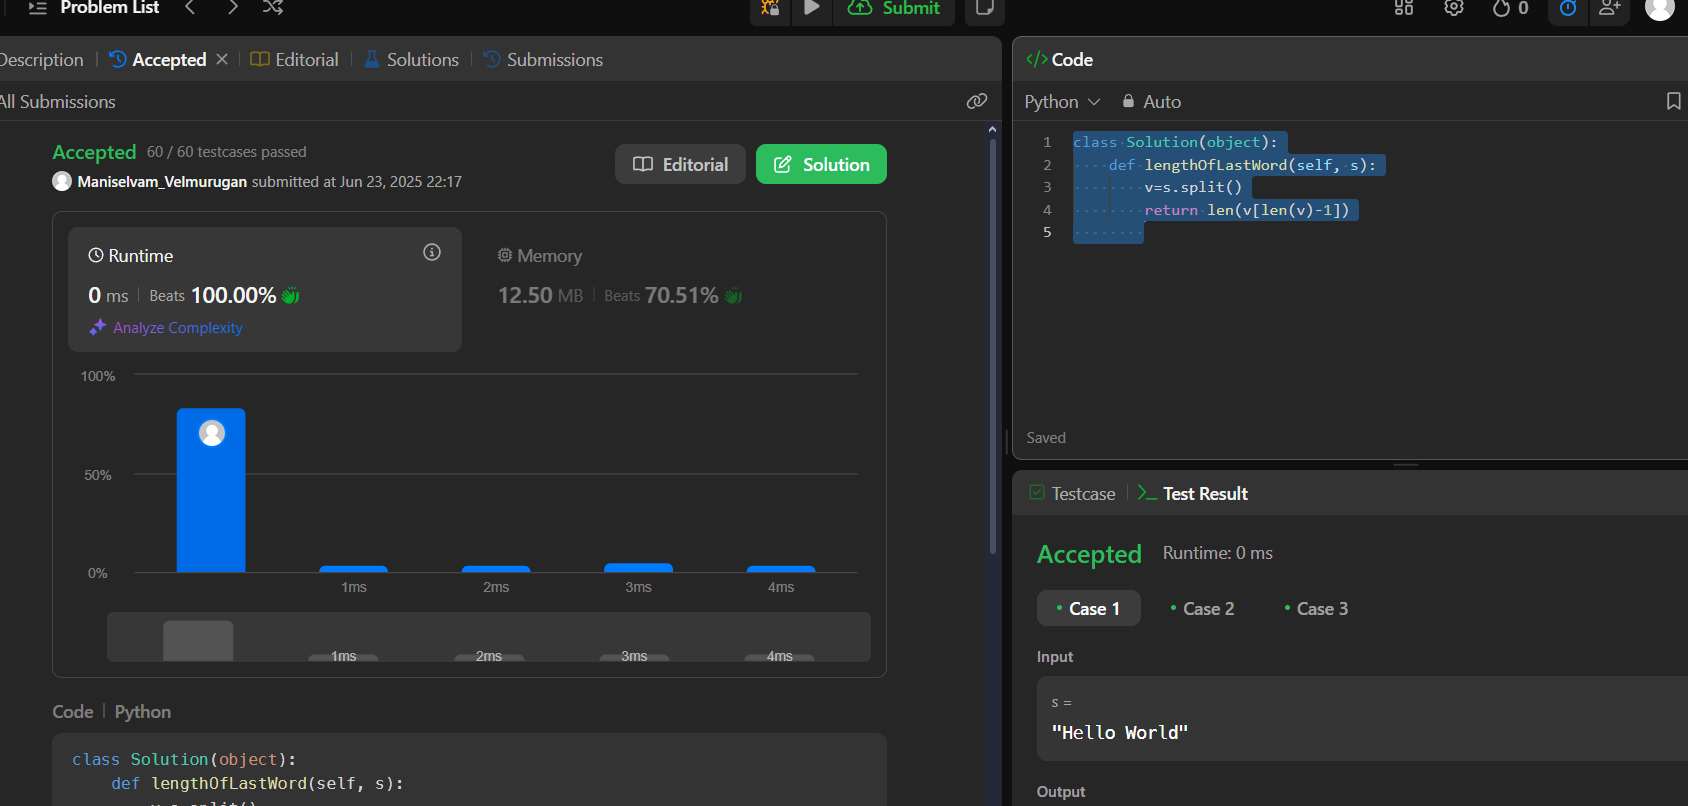 Problem List
Submit
0
Description
Accepted
Editorial
Solutions
Submissions
All Submissions
Accepted 60 / 60 testcases passed
Maniselvam_Velmurugan submitted at Jun 23, 2025 22:17
Editorial
Solution
Runtime
0 ms | Beats 100.00%
Analyze Complexity
Memory
12.50 MB | Beats 70.51%
100%
50%
0%
1ms
2ms
3ms
4ms
1ms
2ms
3ms
4ms
Code | Python
class Solution(object):
    def lengthOfLastWord(self, s):
        v=s.split()
</> Code
Python
Auto
1 class Solution(object):
2     def lengthOfLastWord(self, s):
3         v=s.split()
4         return len(v[len(v)-1])
5
Saved
Testcase
Test Result
Accepted Runtime: 0 ms
Case 1
Case 2
Case 3
Input
s =
"Hello World"
Output